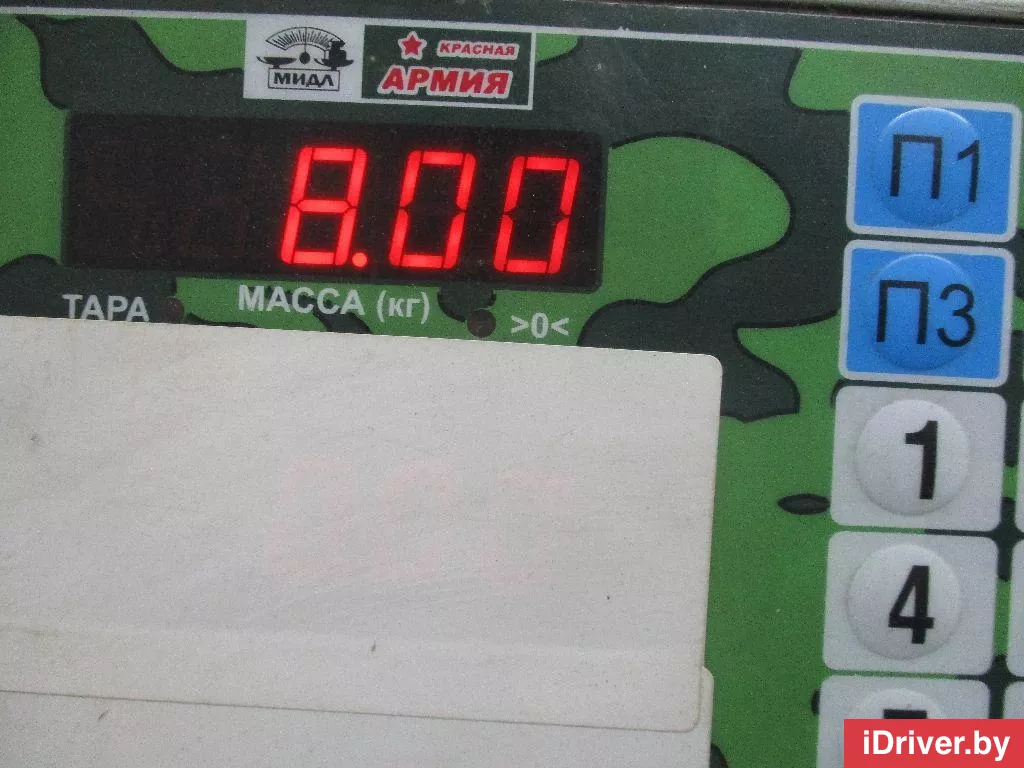 МИДЛ
КРАСНАЯ
АРМИЯ
8.00
ТАРА МАССА (кг) >0<
П1
П3
1
4
iDriver.by